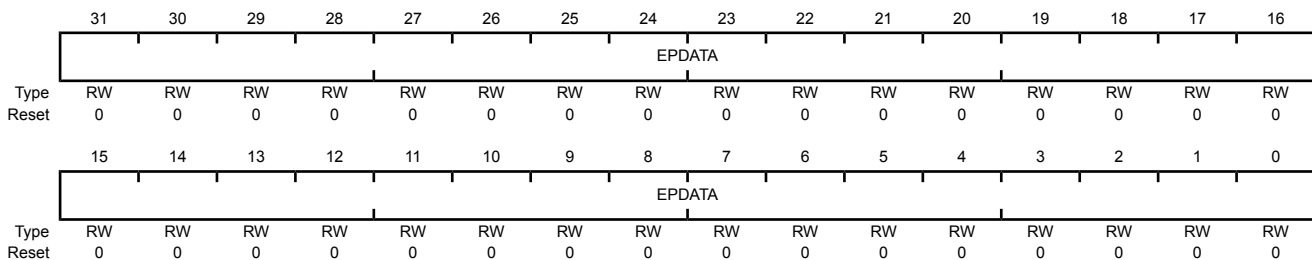 31 30 29 28 27 26 25 24 23 22 21 20 19 18 17 16
EPDATA
Type RW RW RW RW RW RW RW RW RW RW RW RW RW RW RW RW
Reset 0 0 0 0 0 0 0 0 0 0 0 0 0 0 0 0
15 14 13 12 11 10 9 8 7 6 5 4 3 2 1 0
EPDATA
Type RW RW RW RW RW RW RW RW RW RW RW RW RW RW RW RW
Reset 0 0 0 0 0 0 0 0 0 0 0 0 0 0 0 0